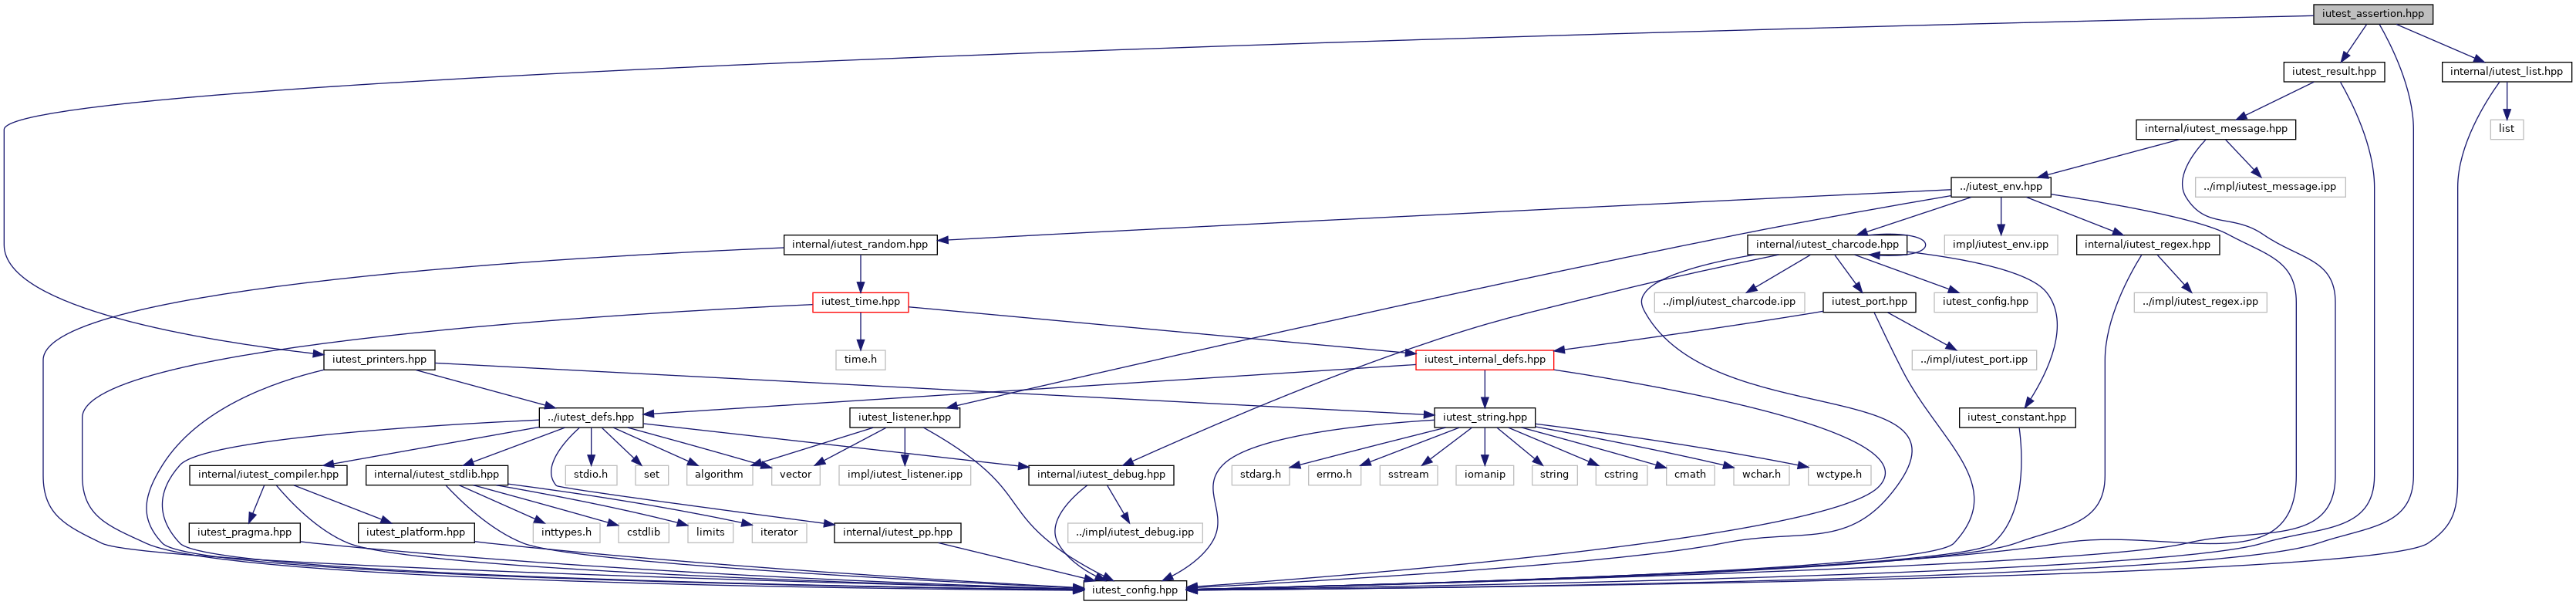 iutest_assertion.hpp
iutest_result.hpp
internal/iutest_list.hpp
internal/iutest_message.hpp
list
../iutest_env.hpp
../impl/iutest_message.ipp
internal/iutest_random.hpp
internal/iutest_charcode.hpp
impl/iutest_env.ipp
internal/iutest_regex.hpp
iutest_time.hpp
../impl/iutest_charcode.ipp
iutest_port.hpp
iutest_config.hpp
../impl/iutest_regex.ipp
iutest_printers.hpp
time.h
iutest_internal_defs.hpp
../impl/iutest_port.ipp
../iutest_defs.hpp
iutest_listener.hpp
iutest_string.hpp
iutest_constant.hpp
internal/iutest_compiler.hpp
internal/iutest_stdlib.hpp
stdio.h
set
algorithm
vector
impl/iutest_listener.ipp
internal/iutest_debug.hpp
stdarg.h
errno.h
sstream
iomanip
string
cstring
cmath
wchar.h
wctype.h
iutest_pragma.hpp
iutest_platform.hpp
inttypes.h
cstdlib
limits
iterator
internal/iutest_pp.hpp
../impl/iutest_debug.ipp
iutest_config.hpp